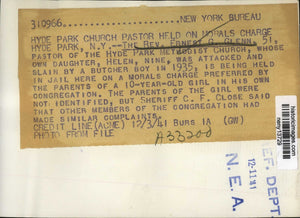 310966
NEW YORK BUREAU
HYDE PARK CHURCH PASTOR HELD ON MORALS CHARGE
HYDE PARK, N.Y.--THE REV. ERNEST GLENN, 51,
PASTOR OF THE HYDE PARK METHODIST CHURCH, WHOSE
OWN DAUGHTER, HELEN, NINE, WAS ATTACKED AND
SLAIN BY A BUTCHER BOY IN 1935, IS BEING HELD
IN JAIL HERE ON A MORALS CHARGE PREFERRED BY
THE PARENTS OF A 10-YEAR-OLD GIRL IN HIS OWN
CONGREGATION. THE PARENTS OF THE GIRL WERE
NOT IDENTIFIED, BUT SHERIFF C. F. CLOSE SAID
THAT OTHER MEMBERS OF THE CONGREGATION HAD
MADE SIMILAR COMPLAINTS.
CREDIT LINE (ACME) 12/3/41 BURS IA (GW)
PHOTO FROM FILE
A33200
REF. DEPT.
12-11-41
N. E. A.